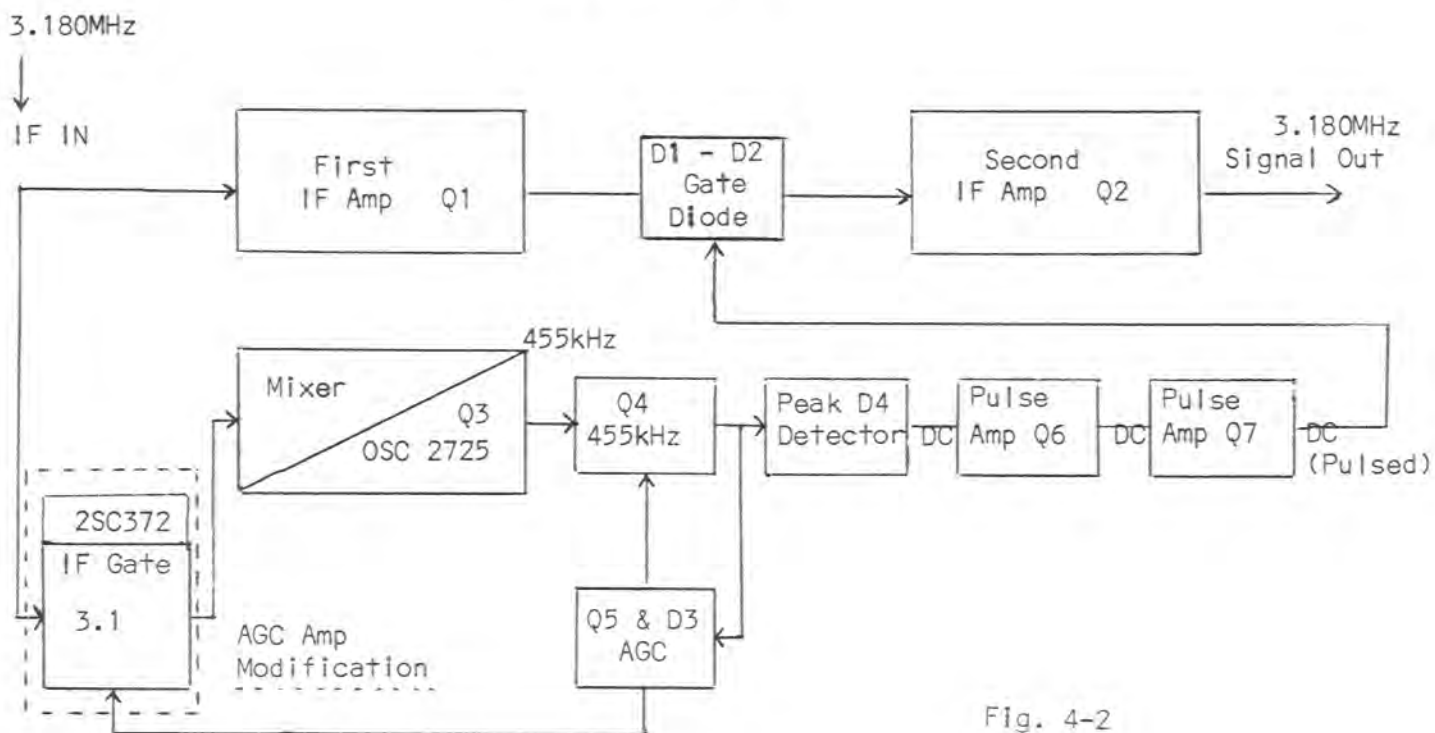 3.180MHz
IF IN
First
IF Amp Q1
D1 - D2
Gate
Diode
Second
IF Amp Q2
3.180MHz
Signal Out
455kHz
Mixer
Q3
OSC 2725
Q4
455kHz
Peak D4
Detector
DC
Pulse
Amp Q6
DC
Pulse
Amp Q7
DC
(Pulsed)
2SC372
IF Gate
3.1
AGC Amp
Modification
Q5 & D3
AGC
Fig. 4-2